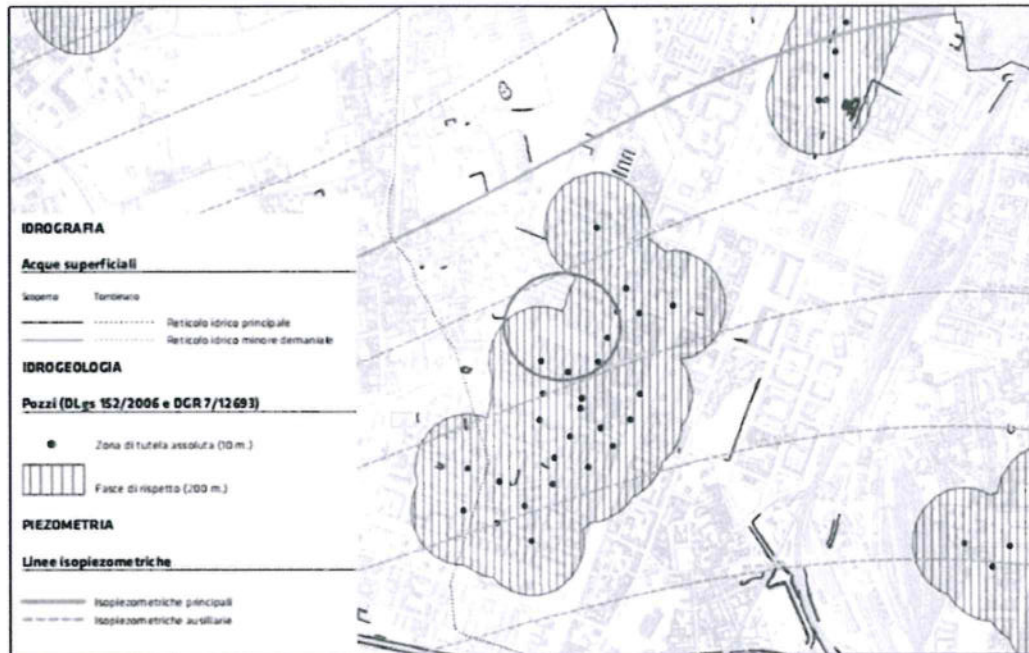 IDROGRAFIA
Acque superficiali
Scoperto Tombinato
Reticolo idrico principale
Reticolo idrico minore demaniale
IDROGEOLOGIA
Pozzi (DLgs 152/2006 e DGR 7/12693)
Zona di tutela assoluta (10 m.)
Fasce di rispetto (200 m.)
PIEZOMETRIA
Linee isopiezometriche
Isopiezometriche principali
Isopiezometriche ausiliarie